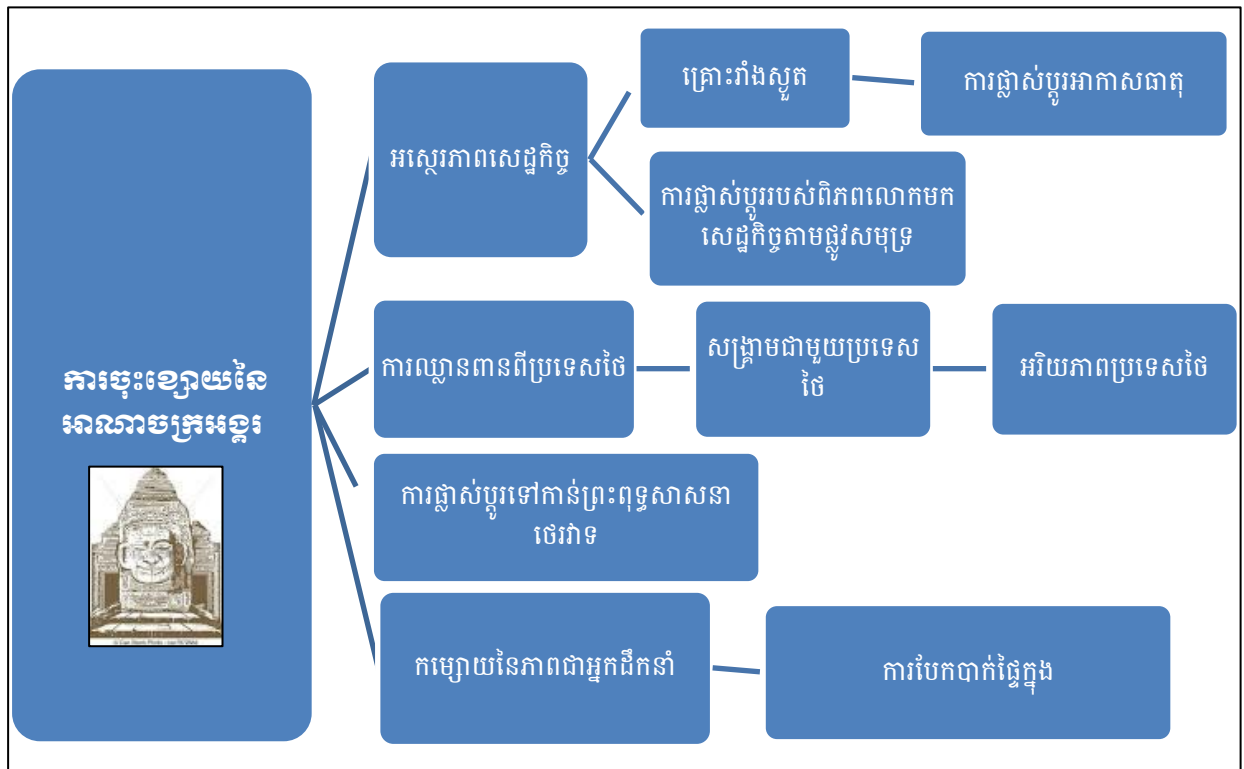 ការចុះខ្សោយនៃ
អាណាចក្រអង្គរ
អស្ថេរភាពសេដ្ឋកិច្ច
គ្រោះរាំងស្ងួត
ការផ្លាស់ប្តូរអាកាសធាតុ
ការផ្លាស់ប្តូររបស់ពិភពលោកមក
សេដ្ឋកិច្ចតាមផ្លូវសមុទ្រ
ការឈ្លានពានពីប្រទេសថៃ
សង្គ្រាមជាមួយប្រទេស
ថៃ
អរិយភាពប្រទេសថៃ
ការផ្លាស់ប្តូរទៅកាន់ព្រះពុទ្ធសាសនា
ថេរវាទ
កម្សោយនៃភាពជាអ្នកដឹកនាំ
ការបែកបាក់ផ្ទៃក្នុង